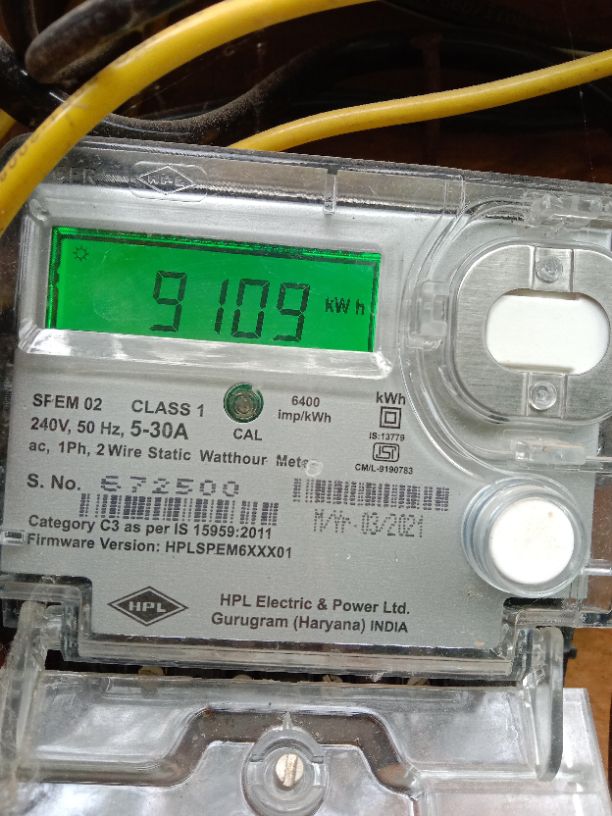 HPL
9109 kW h
SPEM 02 CLASS 1
240V, 50 Hz, 5-30A
ac, 1Ph, 2 Wire Static Watthour Meter
CAL
6400
imp/kWh
kWh
IS:13779
CM/L-9190783
S. No. 672500
M/Yr. 03/2021
Category C3 as per IS 15959:2011
Firmware Version: HPLSPEM6XXX01
HPL
HPL Electric & Power Ltd.
Gurugram (Haryana) INDIA